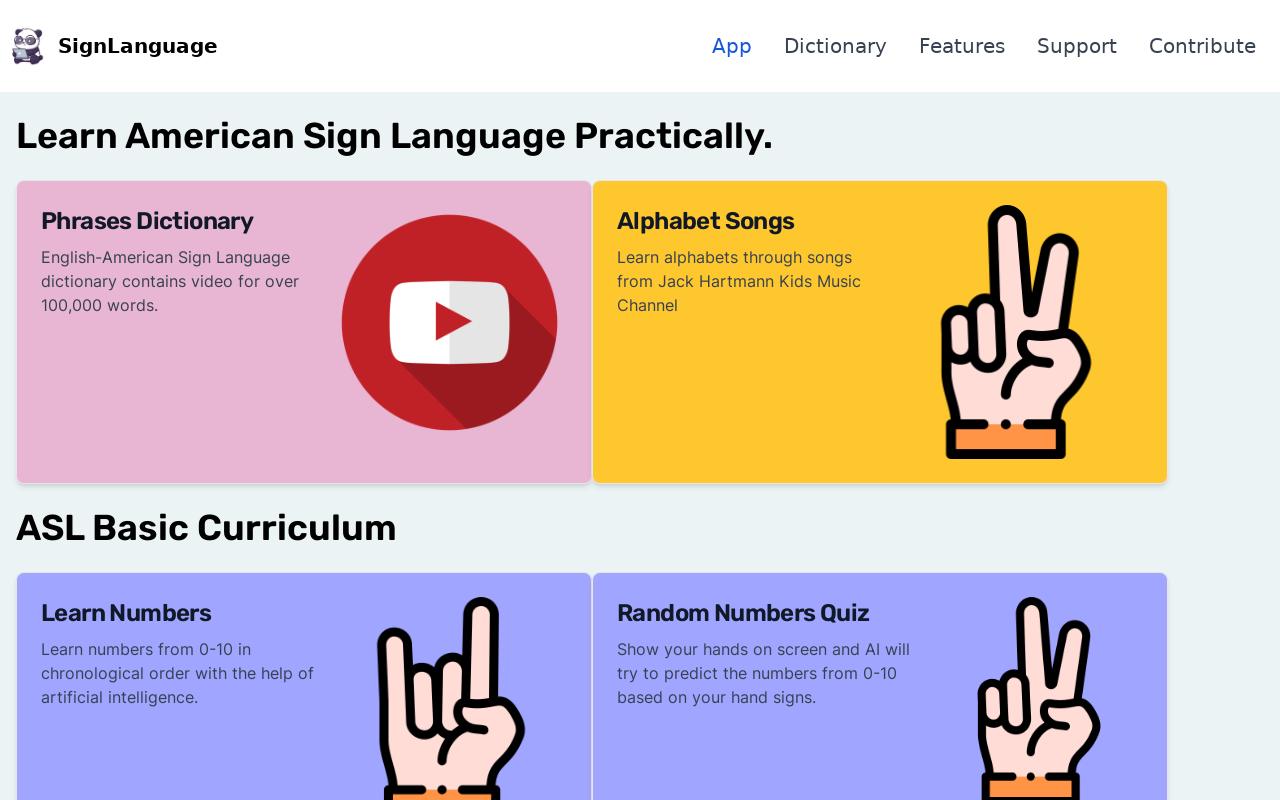 SignLanguage
App Dictionary Features Support Contribute
Learn American Sign Language Practically.
Phrases Dictionary
English-American Sign Language
dictionary contains video for over
100,000 words.
Alphabet Songs
Learn alphabets through songs
from Jack Hartmann Kids Music
Channel
ASL Basic Curriculum
Learn Numbers
Learn numbers from 0-10 in
chronological order with the help of
artificial intelligence.
Random Numbers Quiz
Show your hands on screen and AI will
try to predict the numbers from 0-10
based on your hand signs.